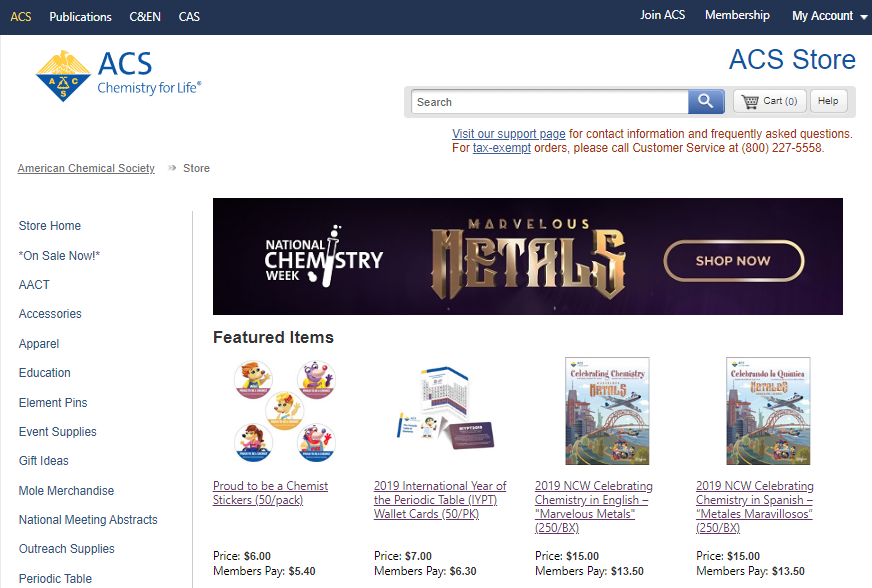 ACS Publications C&EN CAS Join ACS Membership My Account
ACS
Chemistry for Life®
A C S
S
ACS Store
Search Cart (0) Help
Visit our support page for contact information and frequently asked questions.
For tax-exempt orders, please call Customer Service at (800) 227-5558.
American Chemical Society » Store
Store Home
*On Sale Now!*
AACT
Accessories
Apparel
Education
Element Pins
Event Supplies
Gift Ideas
Mole Merchandise
National Meeting Abstracts
Outreach Supplies
Periodic Table
NATIONAL
CHEMISTRY
WEEK
MARVELOUS
METALS
SHOP NOW
Featured Items
Celebrating Chemistry
METALS
Celebrando la Química
METALES
Proud to be a Chemist
Stickers (50/pack)
Price: $6.00
Members Pay: $5.40
2019 International Year of
the Periodic Table (IYPT)
Wallet Cards (50/PK)
Price: $7.00
Members Pay: $6.30
2019 NCW Celebrating
Chemistry in English –
"Marvelous Metals"
(250/BX)
Price: $15.00
Members Pay: $13.50
2019 NCW Celebrating
Chemistry in Spanish –
“Metales Maravillosos”
(250/BX)
Price: $15.00
Members Pay: $13.50